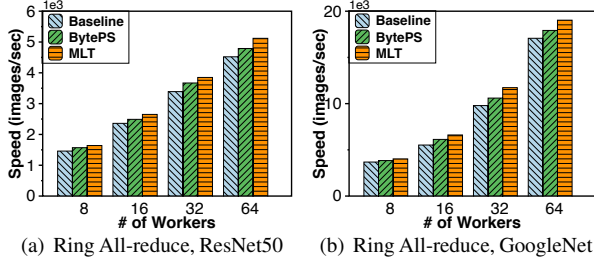 1e3
Speed (images/sec)
6
5
4
3
2
1
0
Baseline
BytePS
MLT
8 16 32 64
# of Workers
(a) Ring All-reduce, ResNet50
1e3
Speed (images/sec)
20
10
0
Baseline
BytePS
MLT
8 16 32 64
# of Workers
(b) Ring All-reduce, GoogleNet